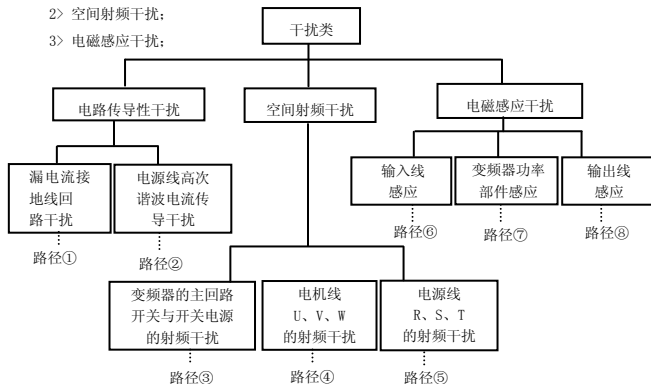 2> 空间射频干扰;
3> 电磁感应干扰;
干扰类
电路传导性干扰
空间射频干扰
电磁感应干扰
漏电流接
地线回
路干扰
电源线高次
谐波电流传
导干扰
输入线
感应
变频器功率
部件感应
输出线
感应
路径①
路径②
路径⑥
路径⑦
路径⑧
变频器的主回路
开关与开关电源
的射频干扰
电机线
U、V、W
的射频干扰
电源线
R、S、T
的射频干扰
路径③
路径④
路径⑤